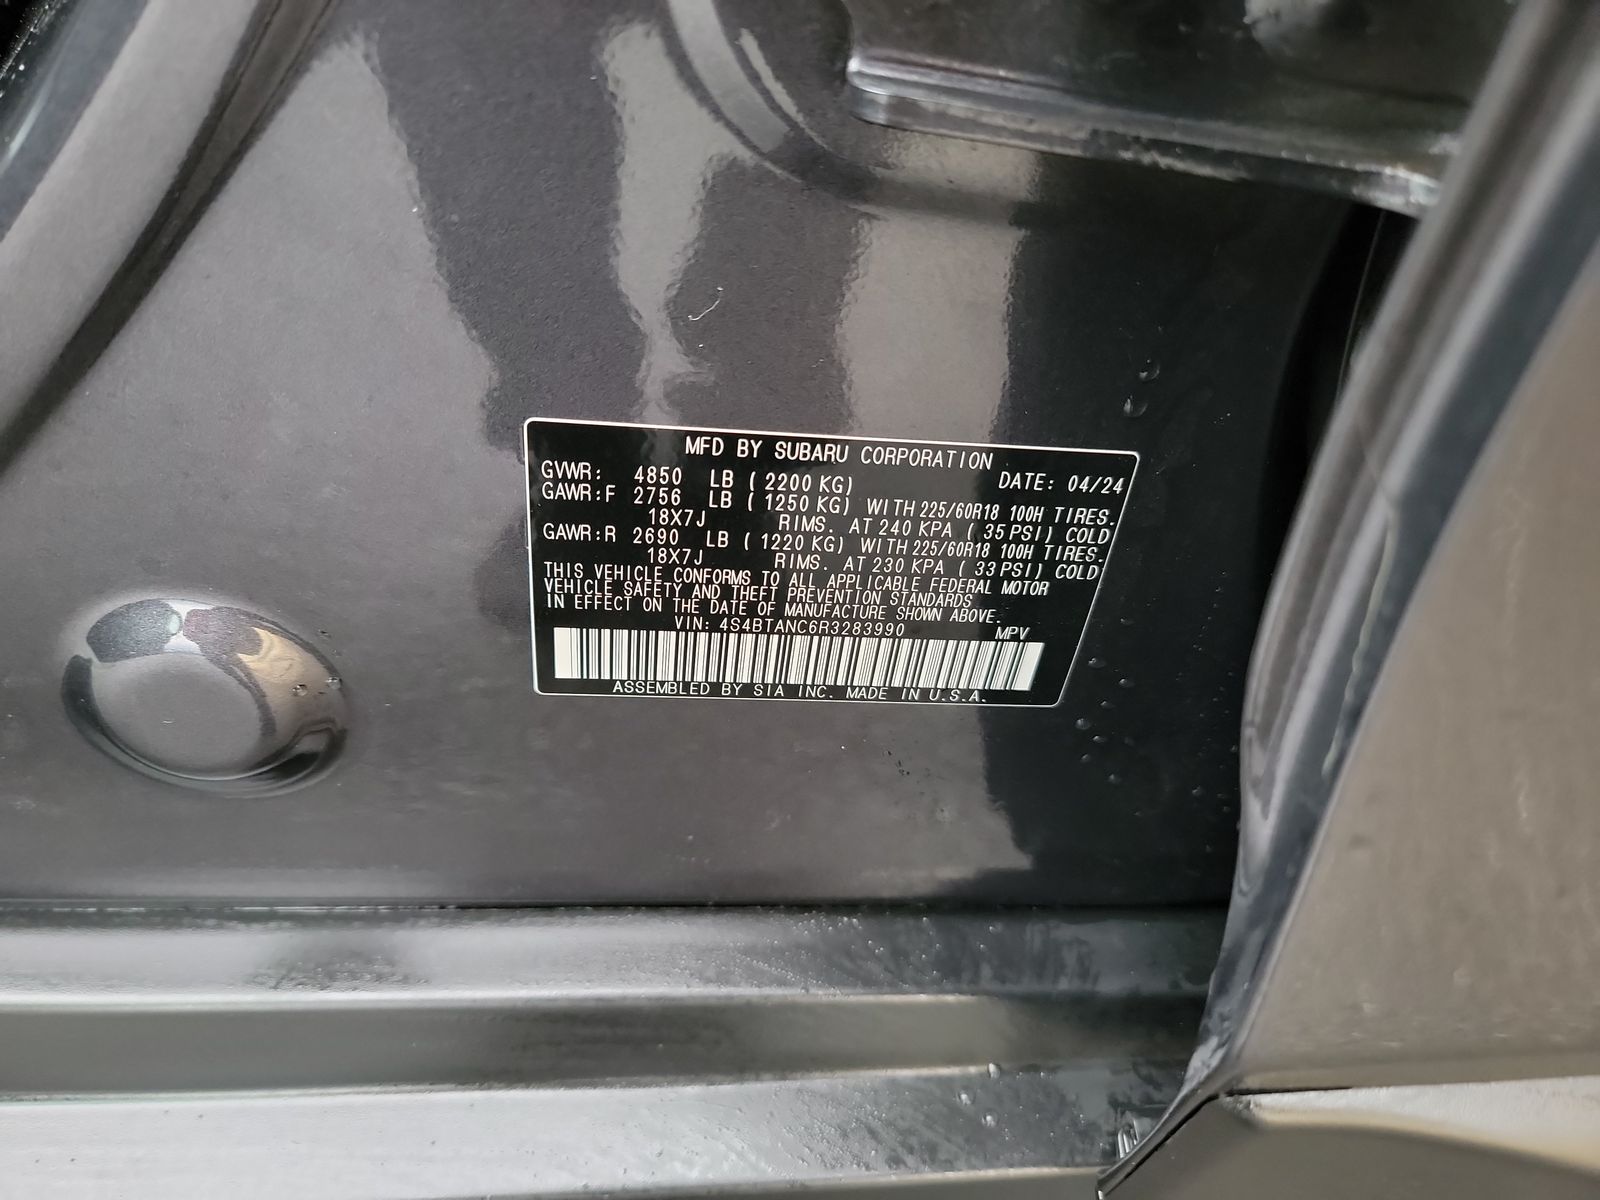 MFD BY SUBARU CORPORATION
GVWR: 4850 LB ( 2200 KG) DATE: 04/24
GAWR:F 2756 LB ( 1250 KG) WITH 225/60R18 100H TIRES.
18X7J RIMS. AT 240 KPA ( 35 PSI) COLD
GAWR:R 2690 LB ( 1220 KG) WITH 225/60R18 100H TIRES.
18X7J RIMS. AT 230 KPA ( 33 PSI) COLD
THIS VEHICLE CONFORMS TO ALL APPLICABLE FEDERAL MOTOR
VEHICLE SAFETY AND THEFT PREVENTION STANDARDS
IN EFFECT ON THE DATE OF MANUFACTURE SHOWN ABOVE.
VIN: 4S4BTANC6R3283990 MPV
ASSEMBLED BY SIA INC. MADE IN U.S.A.